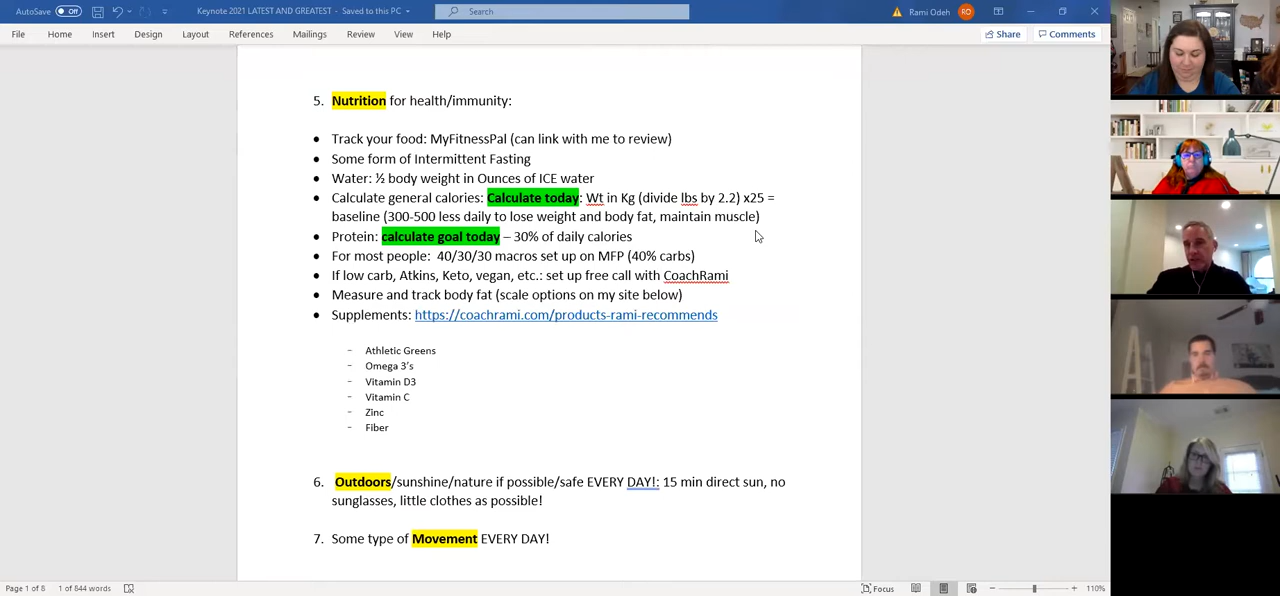 AutoSave Off Keynote 2021 LATEST AND GREATEST - Saved to this PC Search Rami Odeh RO
File Home Insert Design Layout References Mailings Review View Help Share Comments
5. Nutrition for health/immunity:
• Track your food: MyFitnessPal (can link with me to review)
• Some form of Intermittent Fasting
• Water: ½ body weight in Ounces of ICE water
• Calculate general calories: Calculate today: Wt in Kg (divide lbs by 2.2) x25 =
baseline (300-500 less daily to lose weight and body fat, maintain muscle)
• Protein: calculate goal today – 30% of daily calories
• For most people: 40/30/30 macros set up on MFP (40% carbs)
• If low carb, Atkins, Keto, vegan, etc.: set up free call with CoachRami
• Measure and track body fat (scale options on my site below)
• Supplements: https://coachrami.com/products-rami-recommends
- Athletic Greens
- Omega 3's
- Vitamin D3
- Vitamin C
- Zinc
- Fiber
6. Outdoors/sunshine/nature if possible/safe EVERY DAY!: 15 min direct sun, no
sunglasses, little clothes as possible!
7. Some type of Movement EVERY DAY!
Page 1 of 8 1 of 844 words Focus 110%